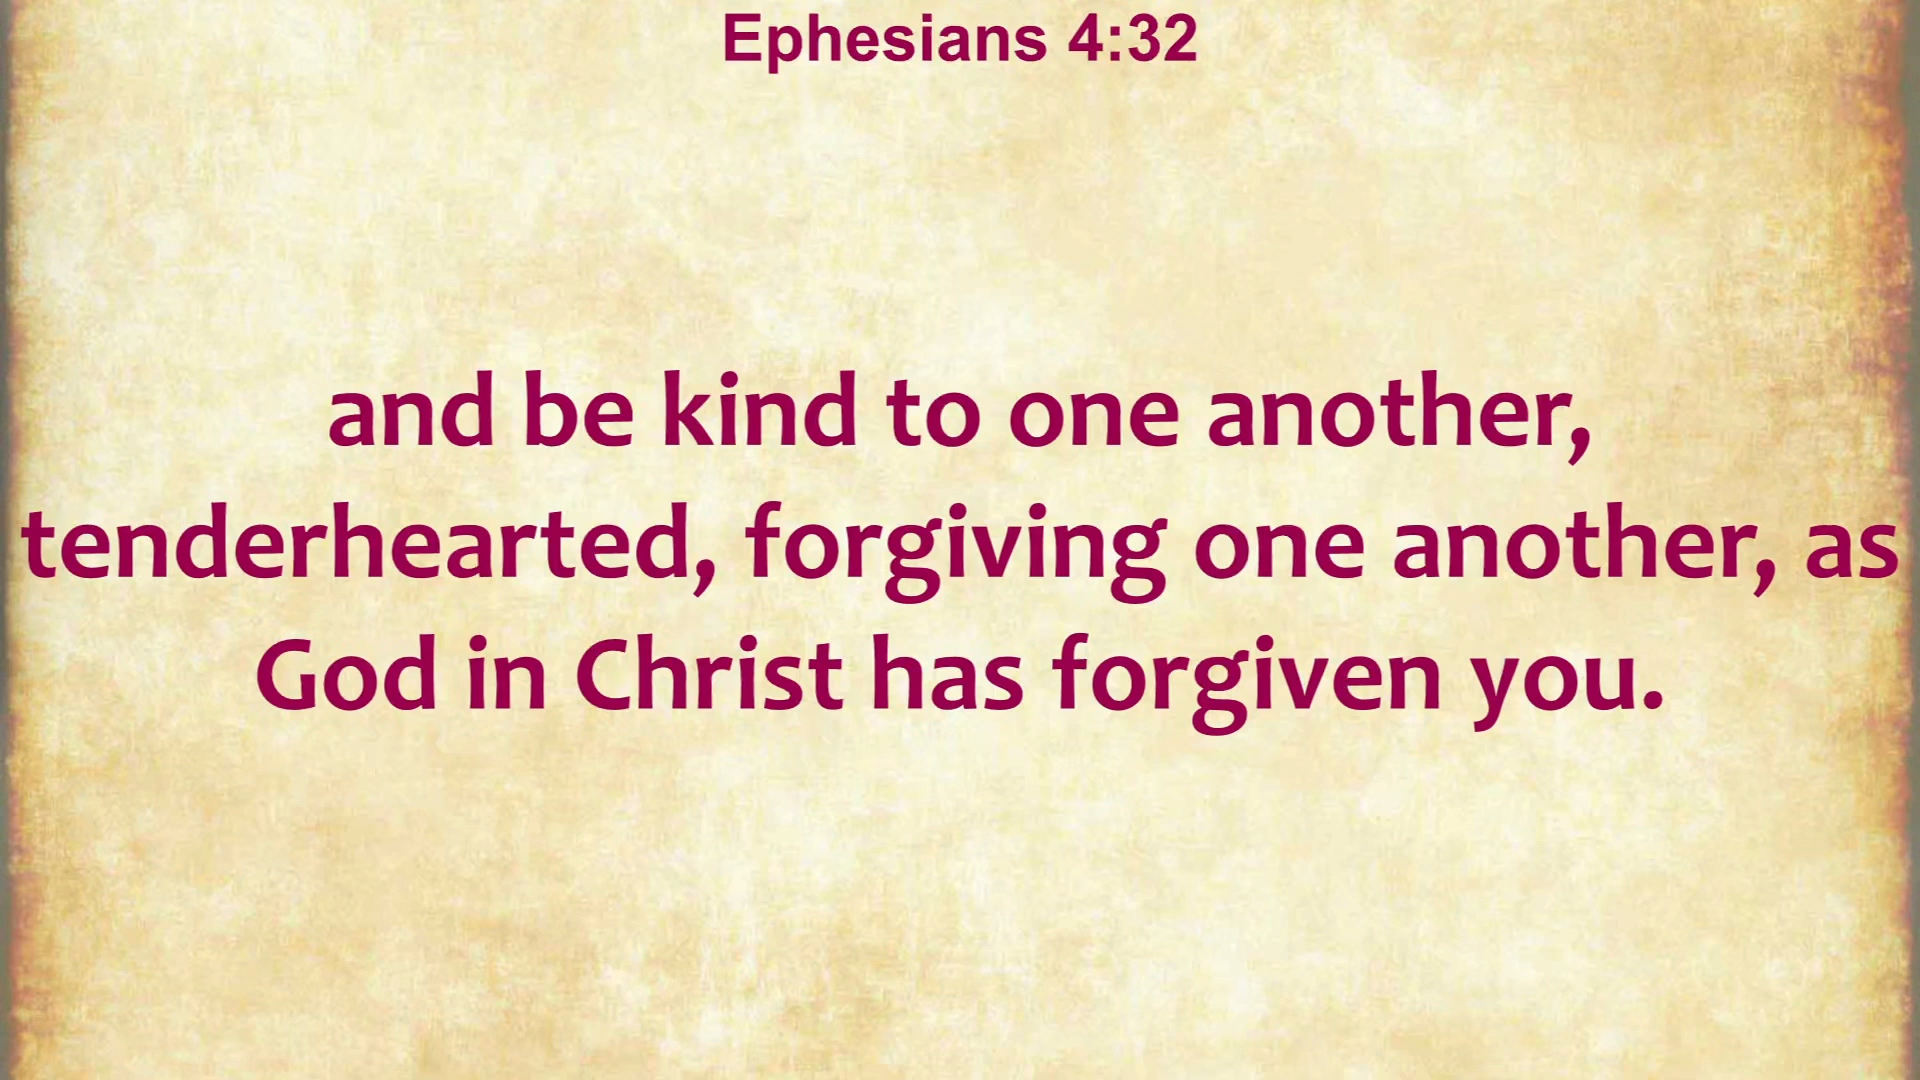 Ephesians 4:32
and be kind to one another,
tenderhearted, forgiving one another, as
God in Christ has forgiven you.